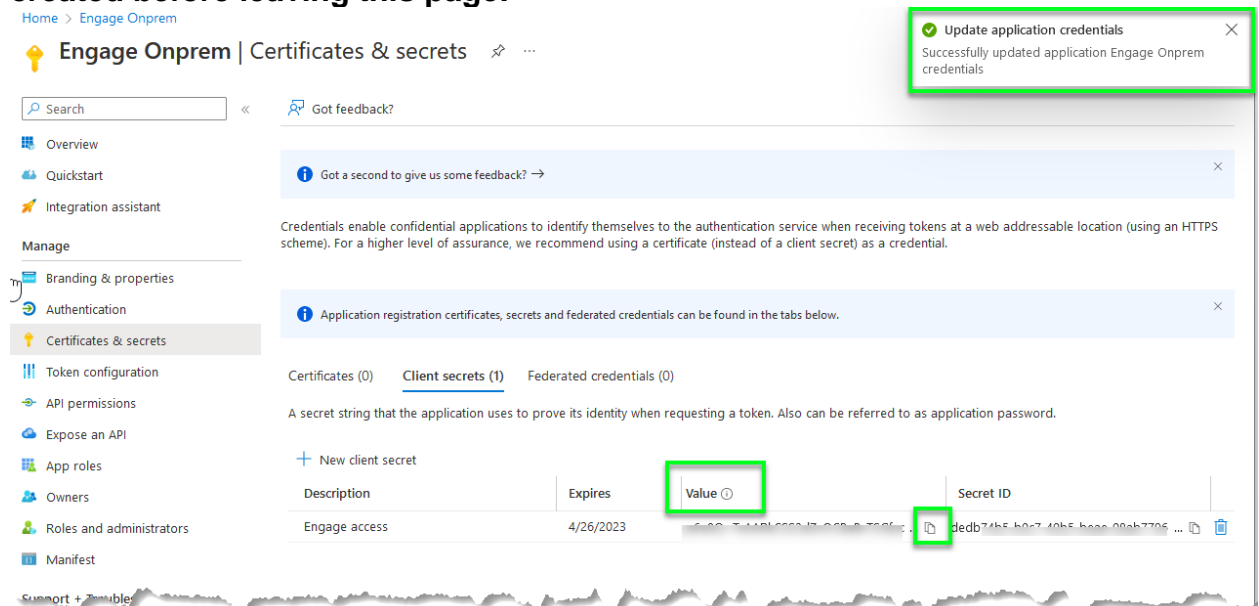 created before leaving this page.
Home > Engage Onprem
Engage Onprem | Certificates & secrets
Update application credentials
Successfully updated application Engage Onprem
credentials
Search
Got feedback?
Overview
Quickstart
Integration assistant
Got a second to give us some feedback? →
Credentials enable confidential applications to identify themselves to the authentication service when receiving tokens at a web addressable location (using an HTTPS
scheme). For a higher level of assurance, we recommend using a certificate (instead of a client secret) as a credential.
Manage
Branding & properties
Authentication
Certificates & secrets
Token configuration
API permissions
Expose an API
App roles
Owners
Roles and administrators
Manifest
Support + Troubles
Application registration certificates, secrets and federated credentials can be found in the tabs below.
Certificates (0) Client secrets (1) Federated credentials (0)
A secret string that the application uses to prove its identity when requesting a token. Also can be referred to as application password.
New client secret
Description Expires Value Secret ID
Engage access 4/26/2023